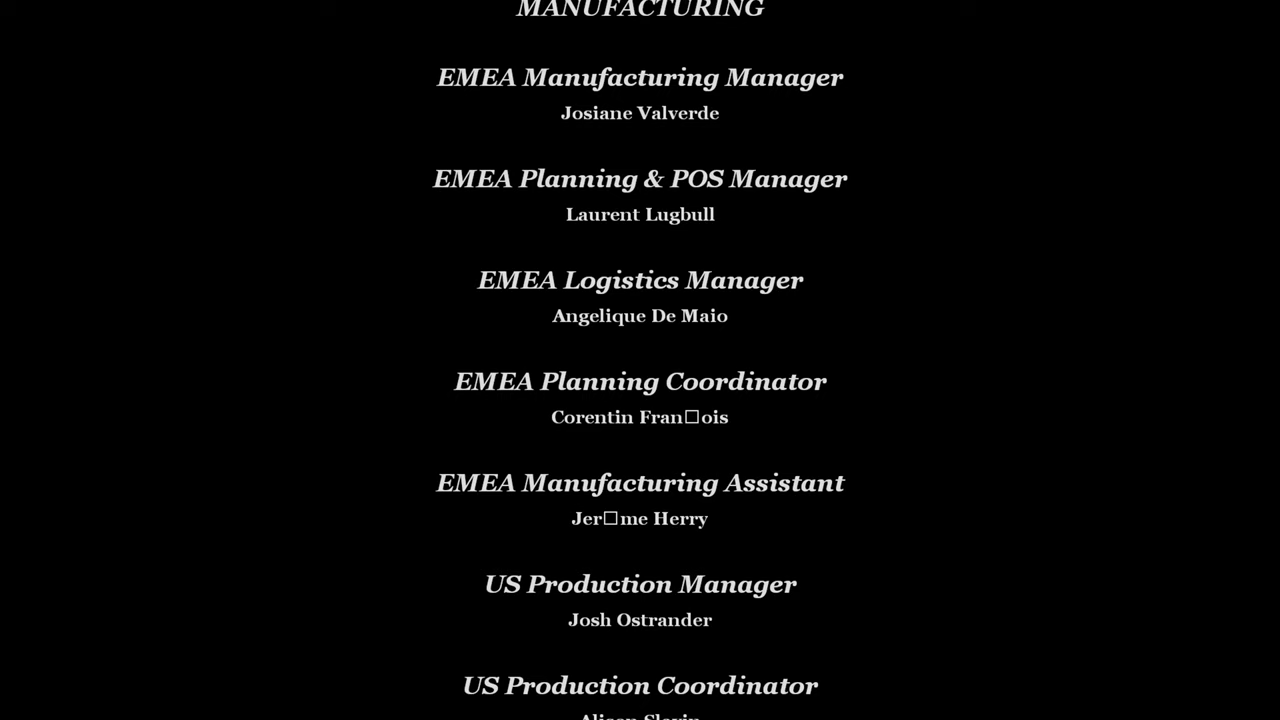 MANUFACTURING
EMEA Manufacturing Manager
Josiane Valverde
EMEA Planning & POS Manager
Laurent Lugbull
EMEA Logistics Manager
Angelique De Maio
EMEA Planning Coordinator
Corentin Fran□ois
EMEA Manufacturing Assistant
Jer□me Herry
US Production Manager
Josh Ostrander
US Production Coordinator